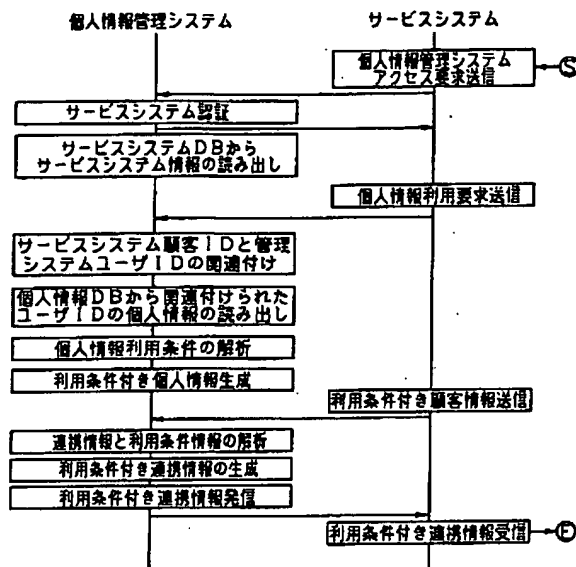 個人情報管理システム
サービスシステム
個人情報管理システム
アクセス要求送信
S
サービスシステム認証
サービスシステムDBから
サービスシステム情報の読み出し
個人情報利用要求送信
サービスシステム顧客IDと管理
システムユーザIDの関連付け
個人情報DBから関連付けられた
ユーザIDの個人情報の読み出し
個人情報利用条件の解析
利用条件付き個人情報生成
利用条件付き顧客情報送信
連携情報と利用条件情報の解析
利用条件付き連携情報の生成
利用条件付き連携情報発信
利用条件付き連携情報受信
E